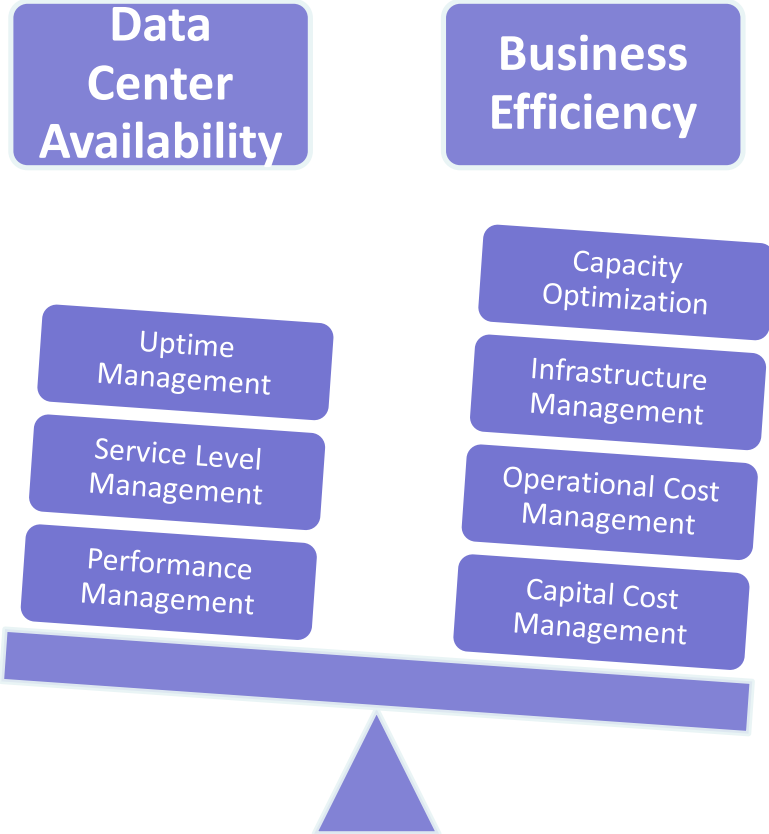 Data
Center
Availability
Business
Efficiency
Uptime
Management
Service Level
Management
Performance
Management
Capacity
Optimization
Infrastructure
Management
Operational Cost
Management
Capital Cost
Management